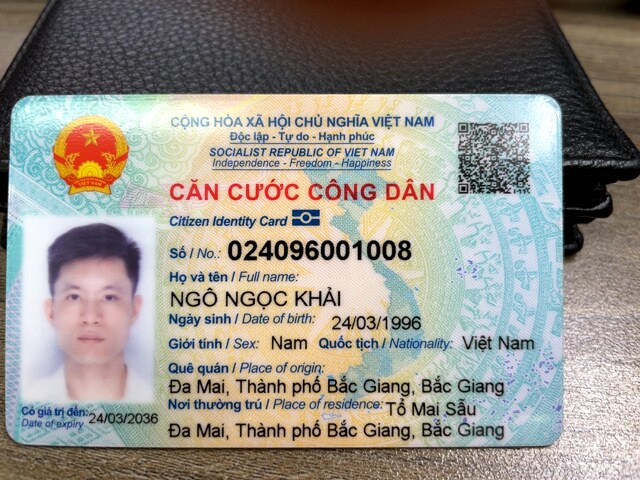 CỘNG HÒA XÃ HỘI CHỦ NGHĨA VIỆT NAM
Độc lập - Tự do - Hạnh phúc
SOCIALIST REPUBLIC OF VIET NAM
Independence - Freedom - Happiness
CĂN CƯỚC CÔNG DÂN
Citizen Identity Card
Số / No.: 024096001008
Họ và tên / Full name:
NGÔ NGỌC KHẢI
Ngày sinh / Date of birth: 24/03/1996
Giới tính / Sex: Nam Quốc tịch / Nationality: Việt Nam
Quê quán / Place of origin:
Đa Mai, Thành phố Bắc Giang, Bắc Giang
Nơi thường trú / Place of residence: Tổ Mai Sẫu
Đa Mai, Thành phố Bắc Giang, Bắc Giang
Có giá trị đến: 24/03/2036
Date of expiry
VIỆT NAM